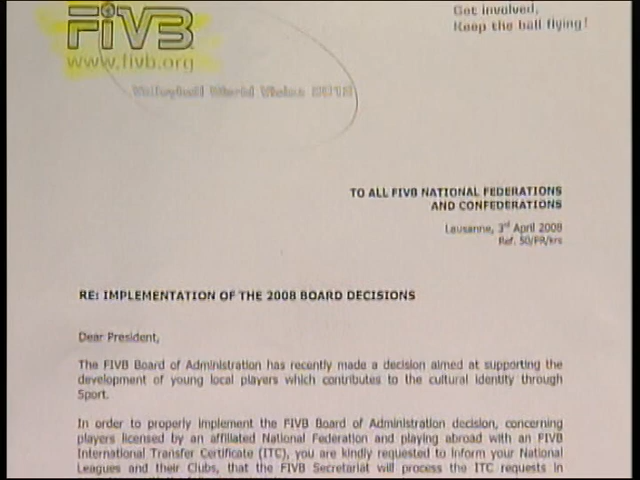 FIVB
www.fivb.org
Get involved,
Keep the ball flying!
Volleyball World Vision 2012
TO ALL FIVB NATIONAL FEDERATIONS
AND CONFEDERATIONS
Lausanne, 3rd April 2008
Ref. 50/PR/krs
RE: IMPLEMENTATION OF THE 2008 BOARD DECISIONS
Dear President,
The FIVB Board of Administration has recently made a decision aimed at supporting the
development of young local players which contributes to the cultural identity through
Sport.
In order to properly implement the FIVB Board of Administration decision, concerning
players licensed by an affiliated National Federation and playing abroad with an FIVB
International Transfer Certificate (ITC), you are kindly requested to inform your National
Leagues and their Clubs, that the FIVB Secretariat will process the ITC requests in